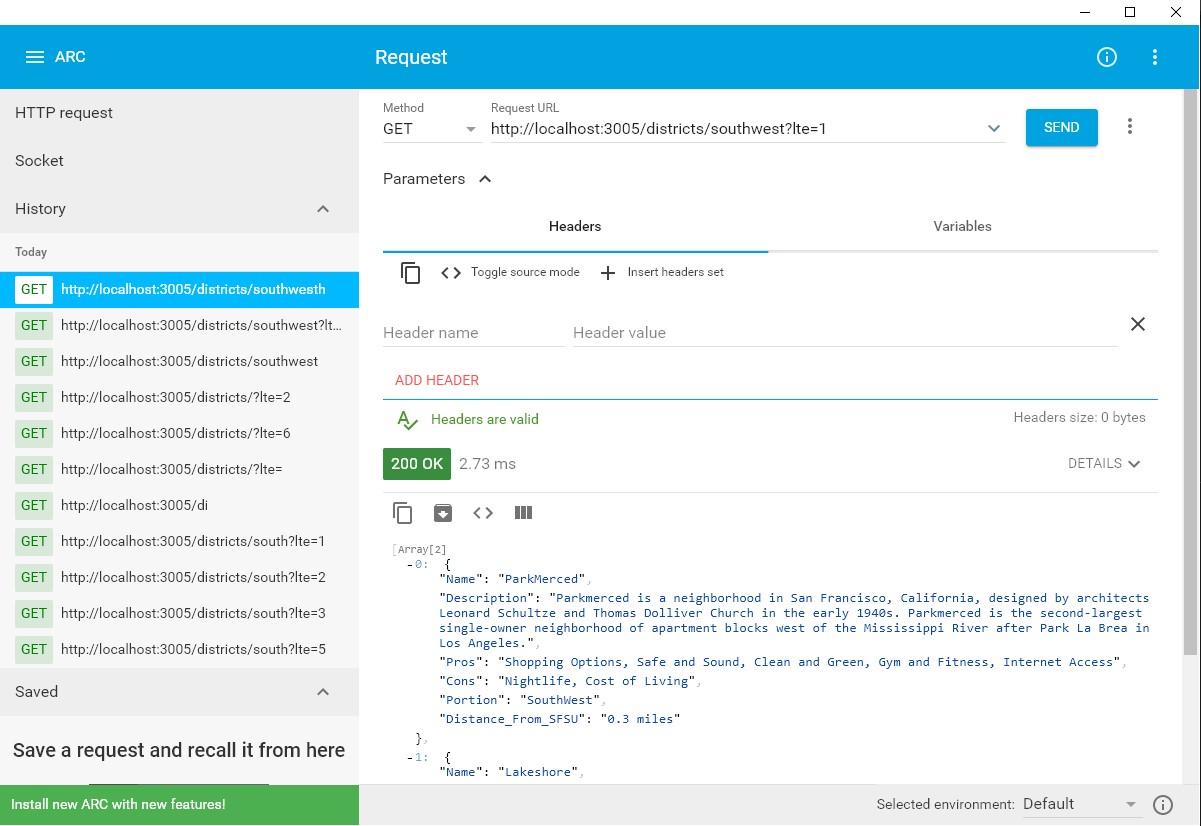 ARC
Request
HTTP request
Socket
History
Today
GET http://localhost:3005/districts/southwesth
GET http://localhost:3005/districts/southwest?lt...
GET http://localhost:3005/districts/southwest
GET http://localhost:3005/districts/?lte=2
GET http://localhost:3005/districts/?lte=6
GET http://localhost:3005/districts/?lte=
GET http://localhost:3005/di
GET http://localhost:3005/districts/south?lte=1
GET http://localhost:3005/districts/south?lte=2
GET http://localhost:3005/districts/south?lte=3
GET http://localhost:3005/districts/south?lte=5
Saved
Save a request and recall it from here
Install new ARC with new features!
Method
Request URL
GET
http://localhost:3005/districts/southwest?lte=1
SEND
Parameters
Headers
Variables
Toggle source mode
Insert headers set
Header name
Header value
ADD HEADER
Headers are valid
Headers size: 0 bytes
200 OK
2.73 ms
DETAILS
[Array[2]
-0: {
"Name": "ParkMerced",
"Description": "Parkmerced is a neighborhood in San Francisco, California, designed by architects
Leonard Schultze and Thomas Dolliver Church in the early 1940s. Parkmerced is the second-largest
single-owner neighborhood of apartment blocks west of the Mississippi River after Park La Brea in
Los Angeles.",
"Pros": "Shopping Options, Safe and Sound, Clean and Green, Gym and Fitness, Internet Access",
"Cons": "Nightlife, Cost of Living",
"Portion": "SouthWest",
"Distance_From_SFSU": "0.3 miles"
},
-1: {
"Name": "Lakeshore",
Selected environment: Default